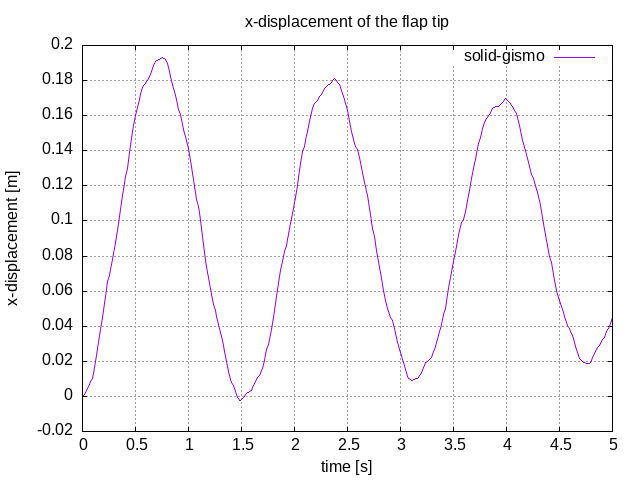 x-displacement of the flap tip
solid-gismo
x-displacement [m]
0.2
0.18
0.16
0.14
0.12
0.1
0.08
0.06
0.04
0.02
0
-0.02
0 0.5 1 1.5 2 2.5 3 3.5 4 4.5 5
time [s]